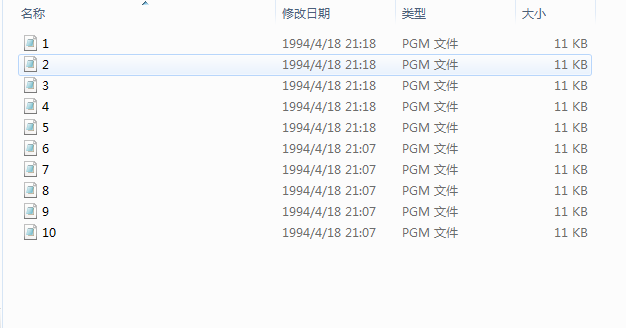 名称 修改日期 类型 大小
1 1994/4/18 21:18 PGM 文件 11 KB
2 1994/4/18 21:18 PGM 文件 11 KB
3 1994/4/18 21:18 PGM 文件 11 KB
4 1994/4/18 21:18 PGM 文件 11 KB
5 1994/4/18 21:18 PGM 文件 11 KB
6 1994/4/18 21:07 PGM 文件 11 KB
7 1994/4/18 21:07 PGM 文件 11 KB
8 1994/4/18 21:07 PGM 文件 11 KB
9 1994/4/18 21:07 PGM 文件 11 KB
10 1994/4/18 21:07 PGM 文件 11 KB